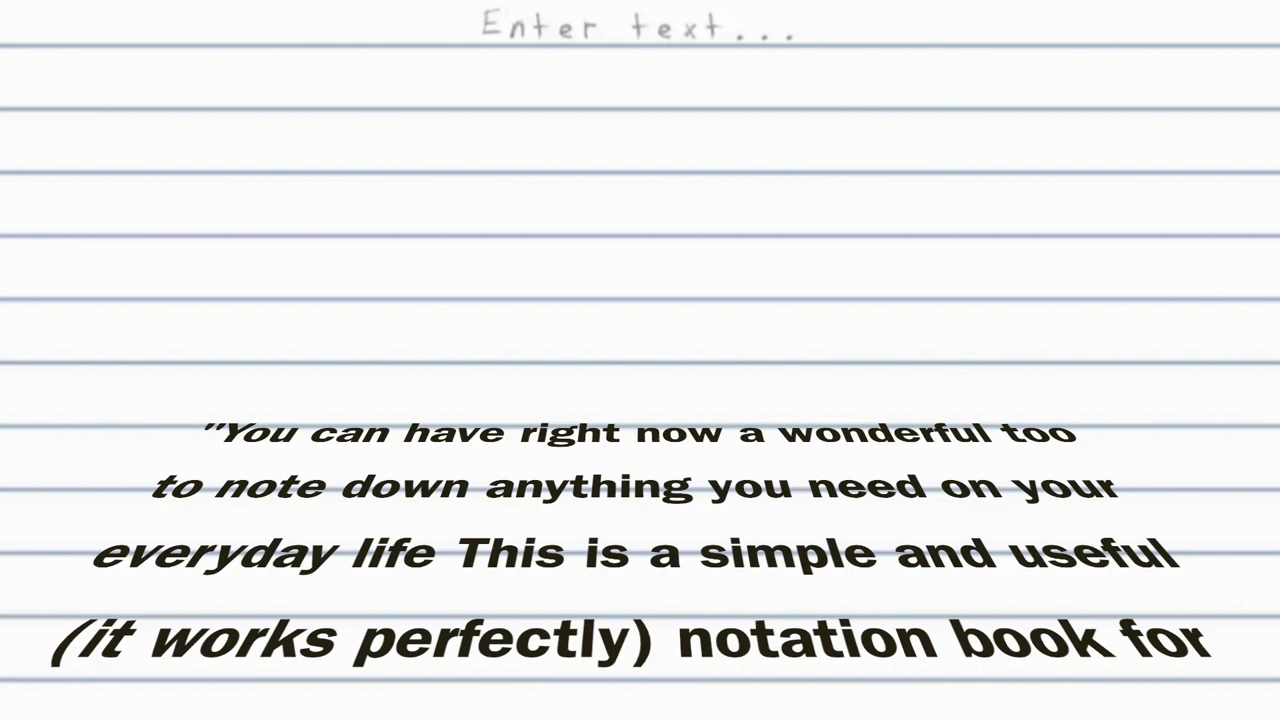 Enter text...
"You can have right now a wonderful too
to note down anything you need on your
everyday life This is a simple and useful
(it works perfectly) notation book for